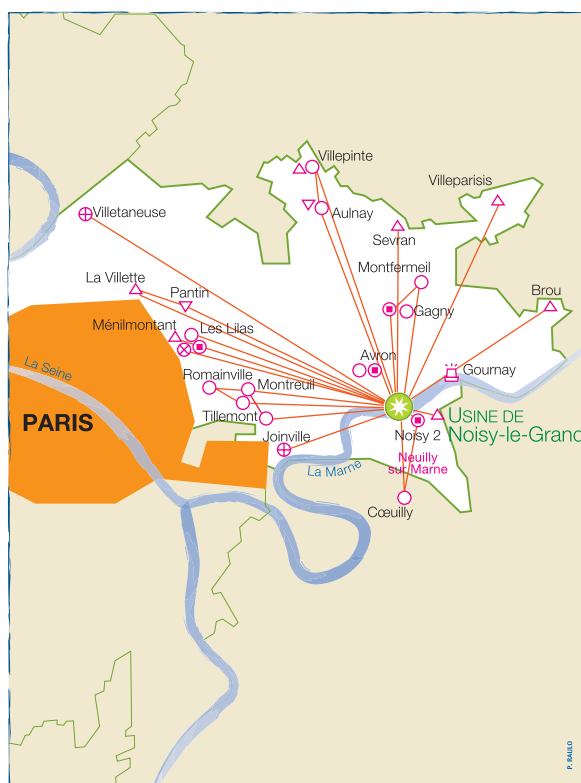 Villepinte
Villeparisis
Villetaneuse
Aulnay
Sevran
Montfermeil
La Villette
Pantin
Brou
Ménilmontant
Les Lilas
Gagny
Avron
La Seine
Gournay
Romainville
Montreuil
PARIS
Tillemont
USINE DE
Noisy-le-Grand
Joinville
Noisy 2
La Marne
Neuilly
sur Marne
Cœuilly
P. RAULO